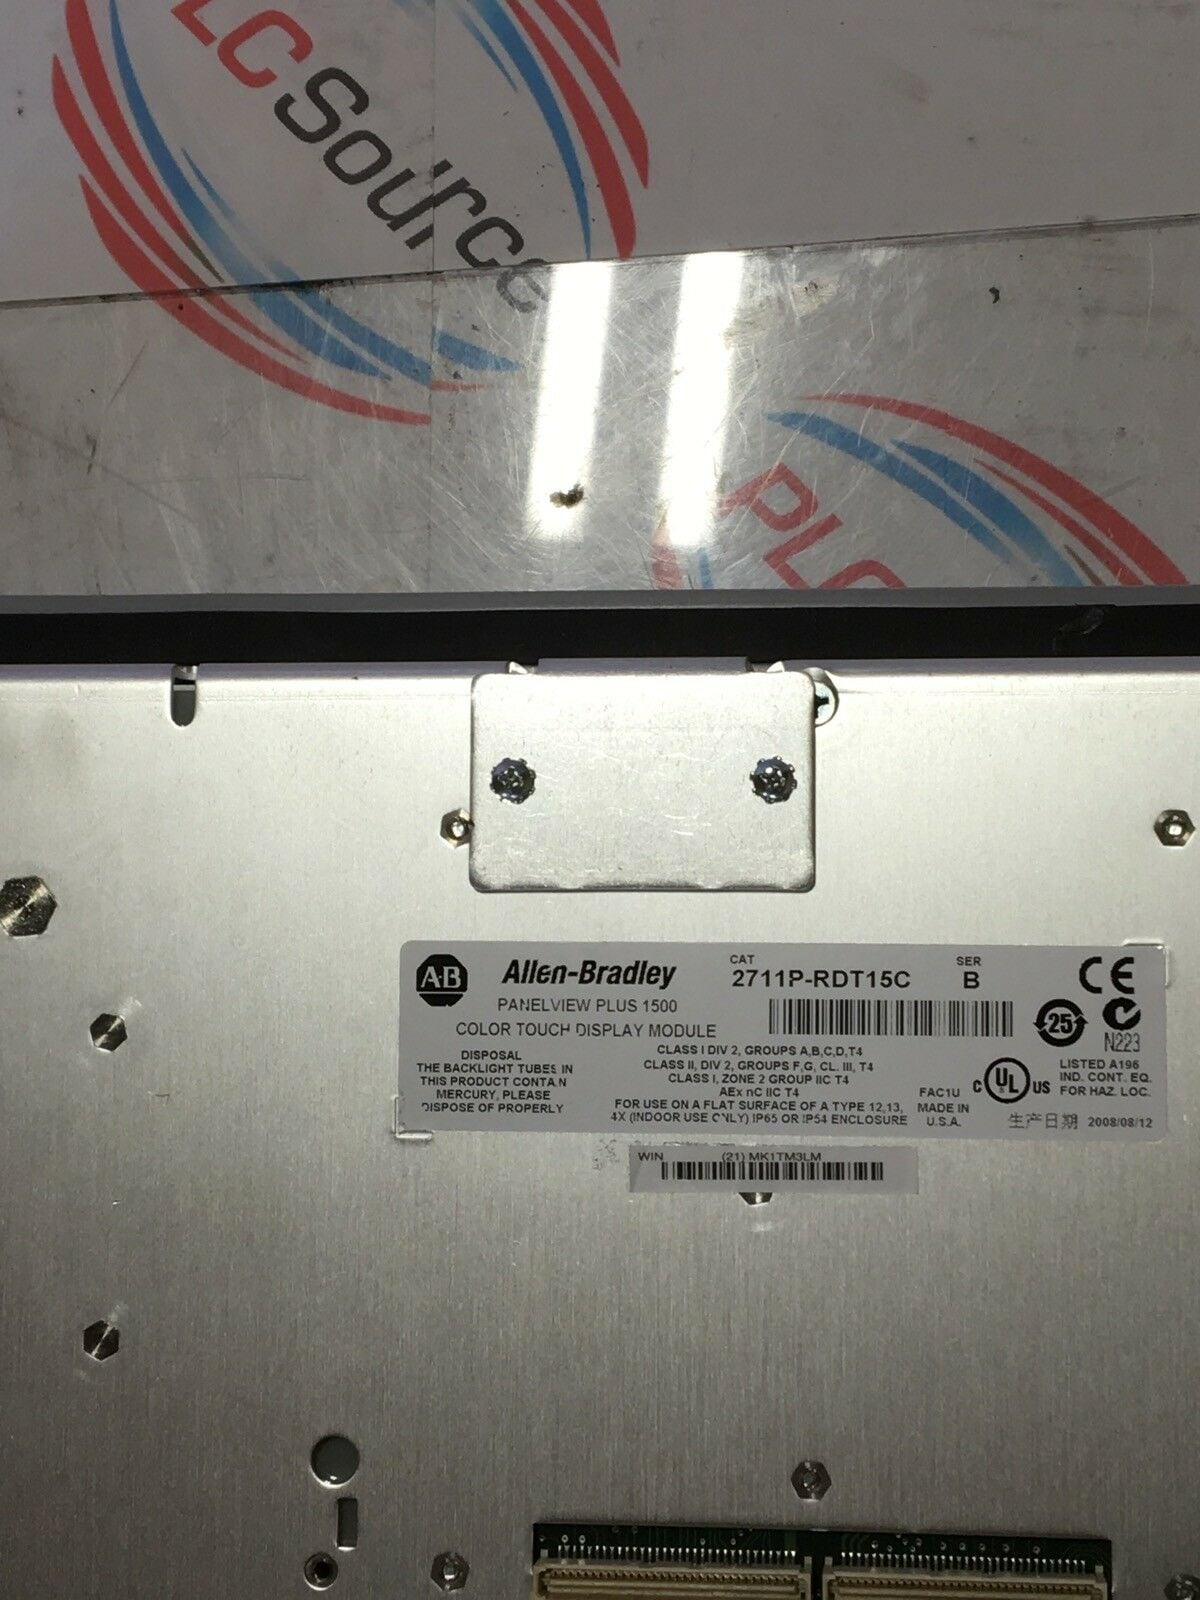 PLCSource
PLC
AB Allen-Bradley
PANELVIEW PLUS 1500
COLOR TOUCH DISPLAY MODULE
CAT
2711P-RDT15C
SER
B
CE
25
N223
DISPOSAL
THE BACKLIGHT TUBES IN
THIS PRODUCT CONTAIN
MERCURY, PLEASE
DISPOSE OF PROPERLY
CLASS I DIV 2, GROUPS A,B,C,D,T4
CLASS II, DIV 2, GROUPS F,G, CL. III, T4
CLASS I, ZONE 2 GROUP IIC T4
AEx nC IIC T4
FOR USE ON A FLAT SURFACE OF A TYPE 12,13,
4X (INDOOR USE ONLY) IP65 OR IP54 ENCLOSURE
FAC1U
MADE IN
U.S.A.
C UL US
LISTED A196
IND. CONT. EQ.
FOR HAZ. LOC.
生产日期 2008/08/12
WIN (21) MK1TM3LM